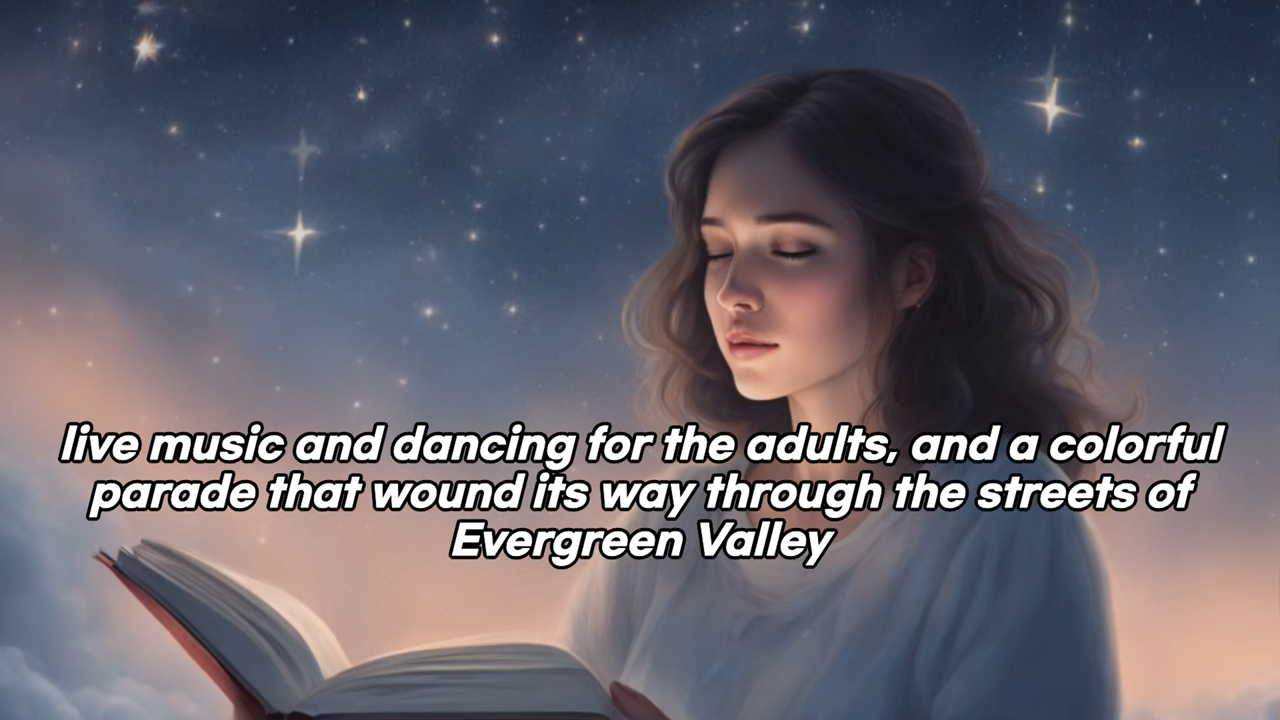 live music and dancing for the adults, and a colorful
parade that wound its way through the streets of
Evergreen Valley